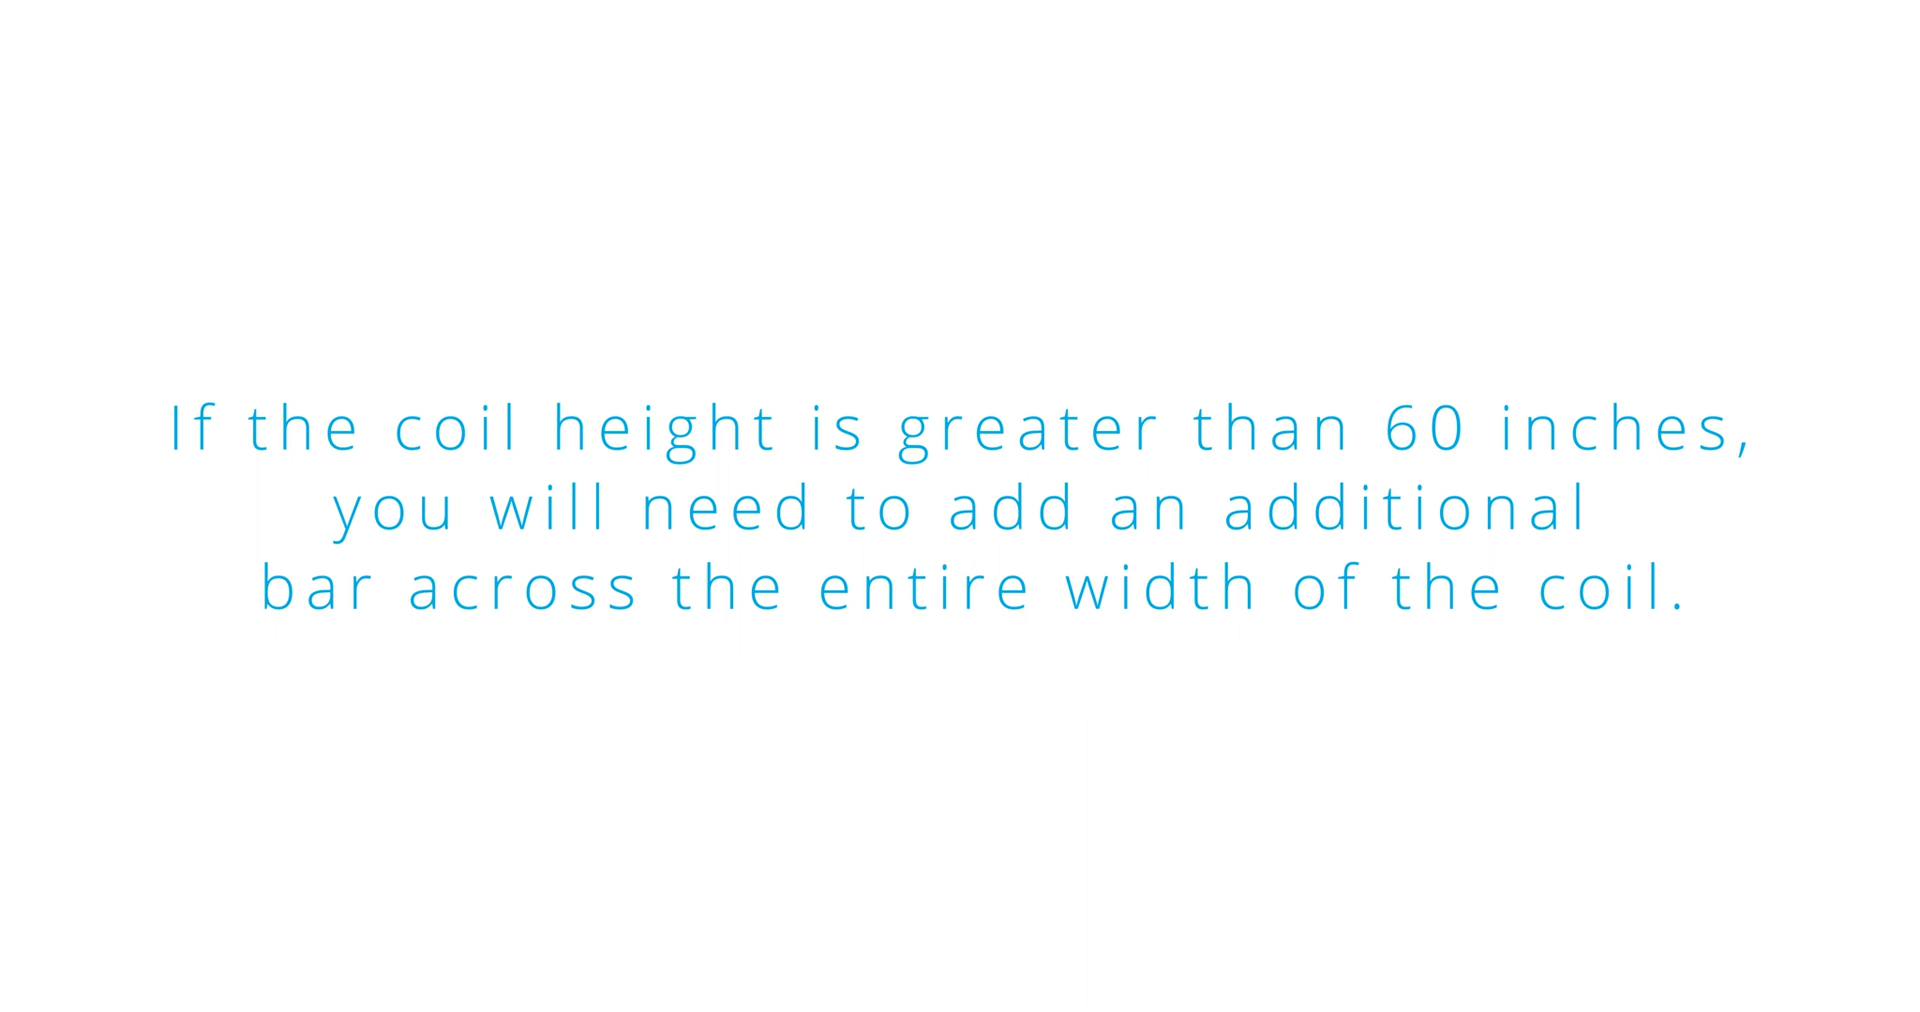 If the coil height is greater than 60 inches,
you will need to add an additional
bar across the entire width of the coil.